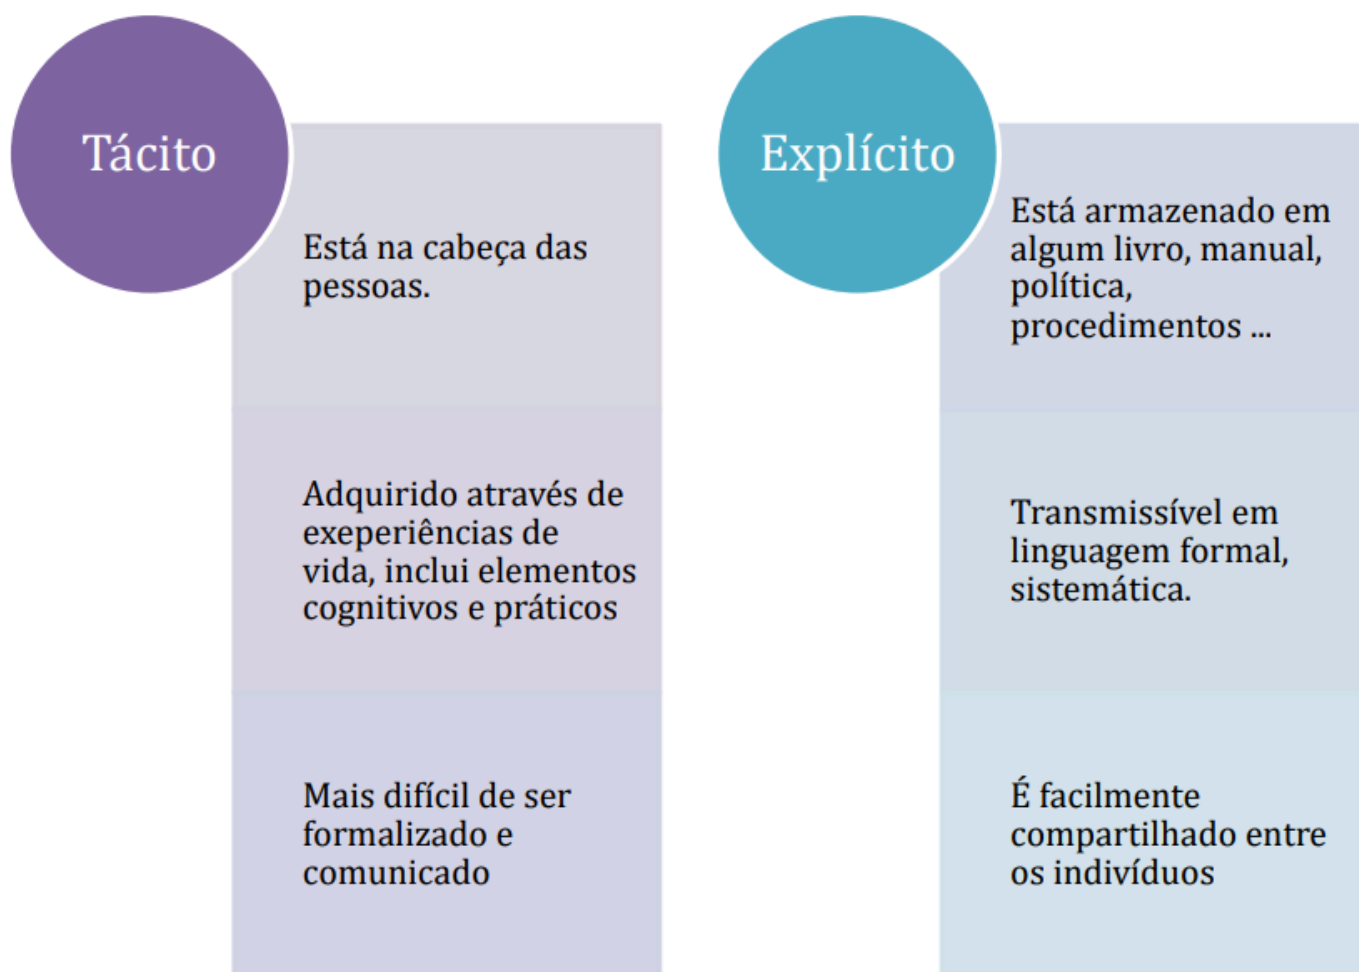 Tácito
Está na cabeça das
pessoas.
Adquirido através de
exeperiências de
vida, inclui elementos
cognitivos e práticos
Mais difícil de ser
formalizado e
comunicado
Explícito
Está armazenado em
algum livro, manual,
política,
procedimentos ...
Transmissível em
linguagem formal,
sistemática.
É facilmente
compartilhado entre
os indivíduos